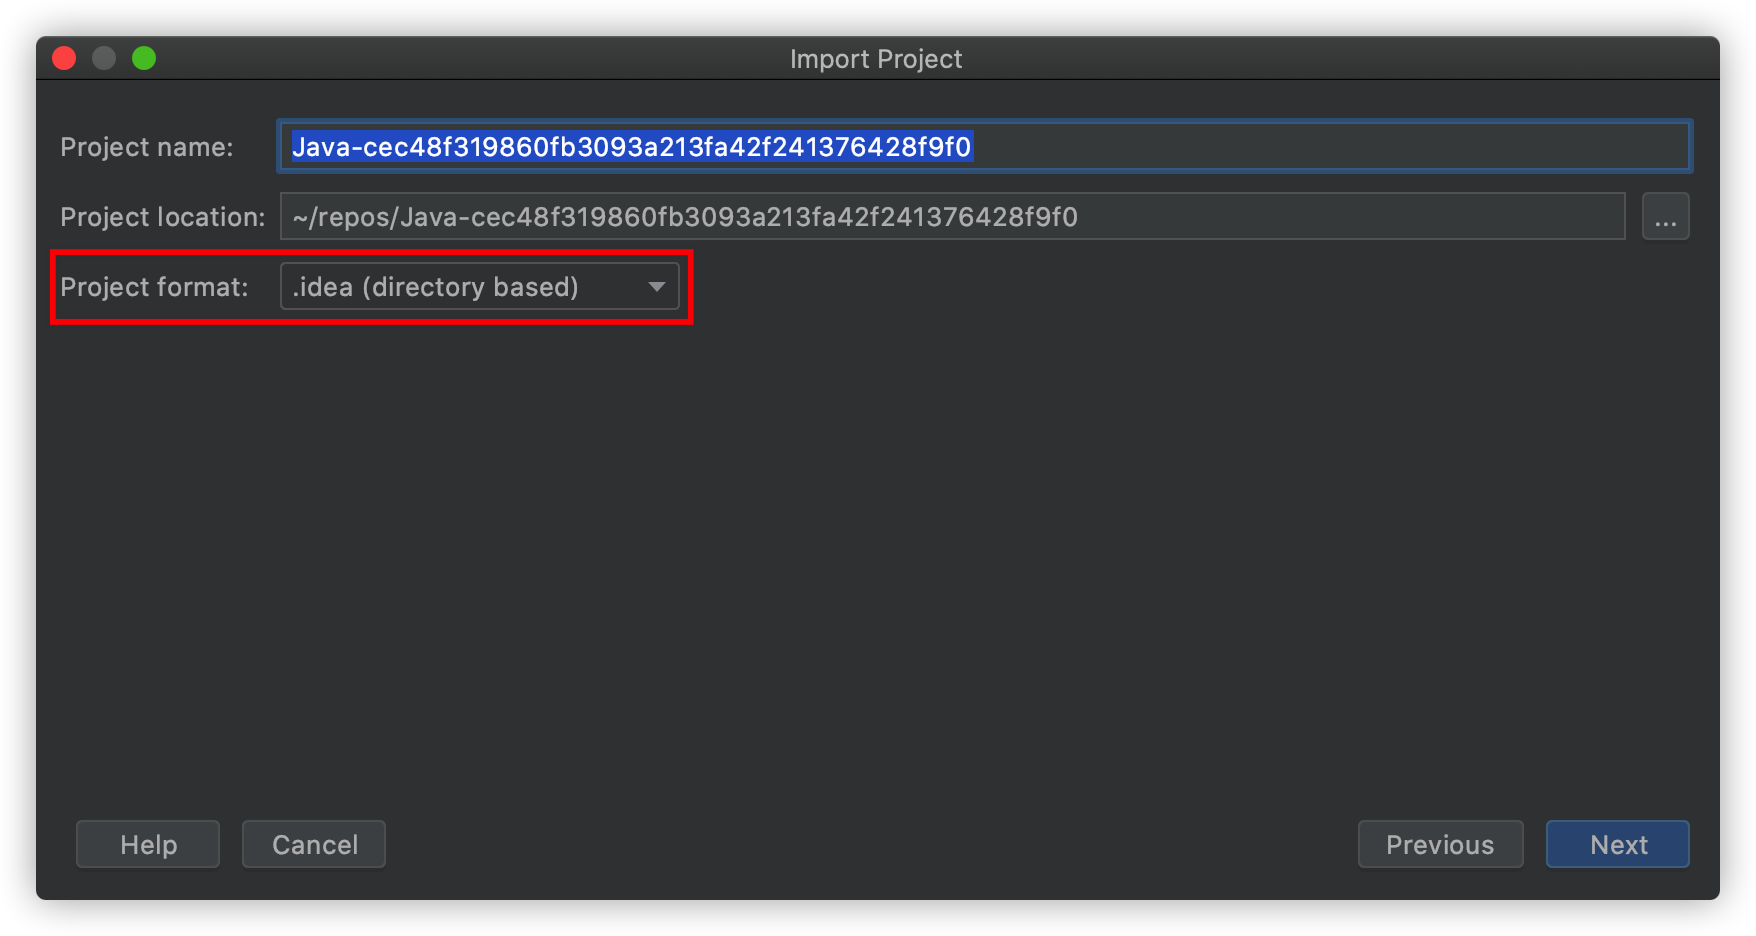 Import Project
Project name: Java-cec48f319860fb3093a213fa42f241376428f9f0
Project location: ~/repos/Java-cec48f319860fb3093a213fa42f241376428f9f0 ...
Project format: .idea (directory based)
Help Cancel Previous Next